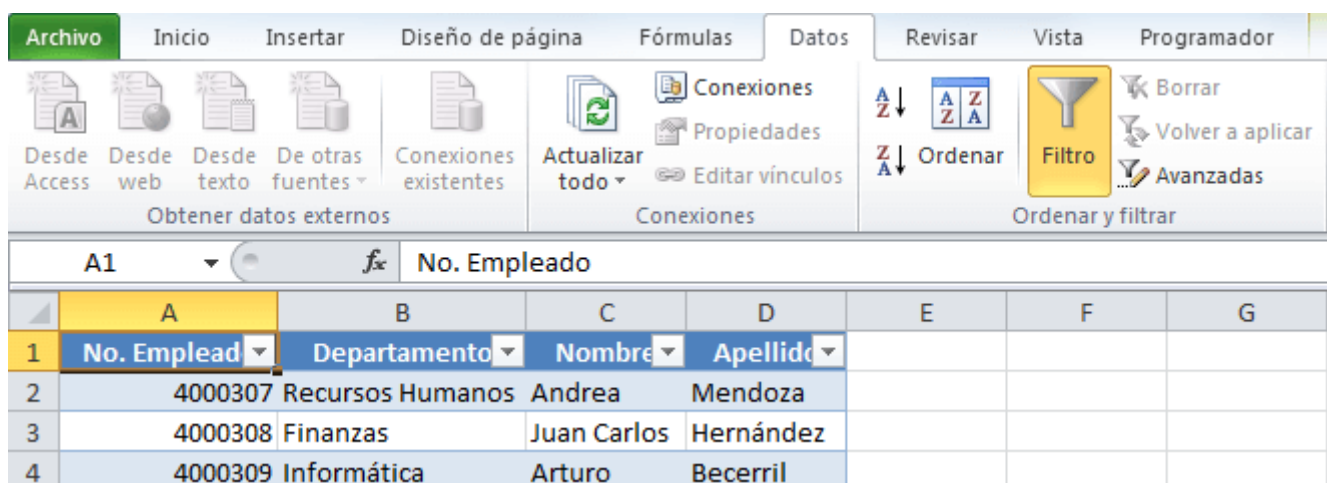 Archivo Inicio Insertar Diseño de página Fórmulas Datos Revisar Vista Programador
Desde Access
Desde web
Desde texto
De otras fuentes
Conexiones existentes
Obtener datos externos
Actualizar todo
Conexiones
Propiedades
Editar vínculos
Conexiones
Ordenar
Filtro
Borrar
Volver a aplicar
Avanzadas
Ordenar y filtrar
A1 fx No. Empleado
A B C D E F G
1 No. Emplead Departamento Nombre Apellido
2 4000307 Recursos Humanos Andrea Mendoza
3 4000308 Finanzas Juan Carlos Hernández
4 4000309 Informática Arturo Becerril